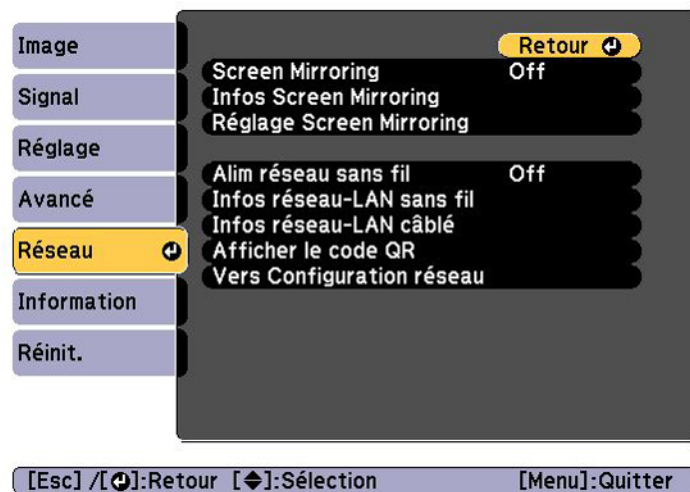 Image
Signal
Réglage
Avancé
Réseau
Information
Réinit.
Retour
Screen Mirroring Off
Infos Screen Mirroring
Réglage Screen Mirroring
Alim réseau sans fil Off
Infos réseau-LAN sans fil
Infos réseau-LAN câblé
Afficher le code QR
Vers Configuration réseau
[Esc] /[⏎]:Retour [◆]:Sélection [Menu]:Quitter